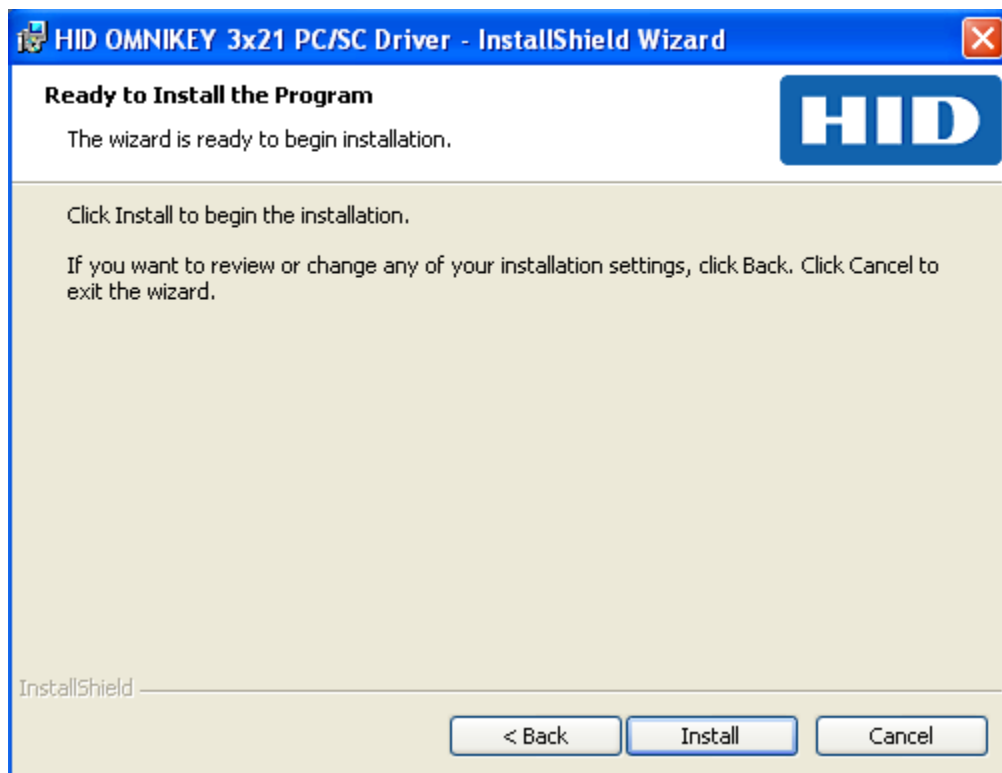 HID OMNIKEY 3x21 PC/SC Driver - InstallShield Wizard
Ready to Install the Program
The wizard is ready to begin installation.
HID
Click Install to begin the installation.
If you want to review or change any of your installation settings, click Back. Click Cancel to
exit the wizard.
InstallShield
< Back
Install
Cancel